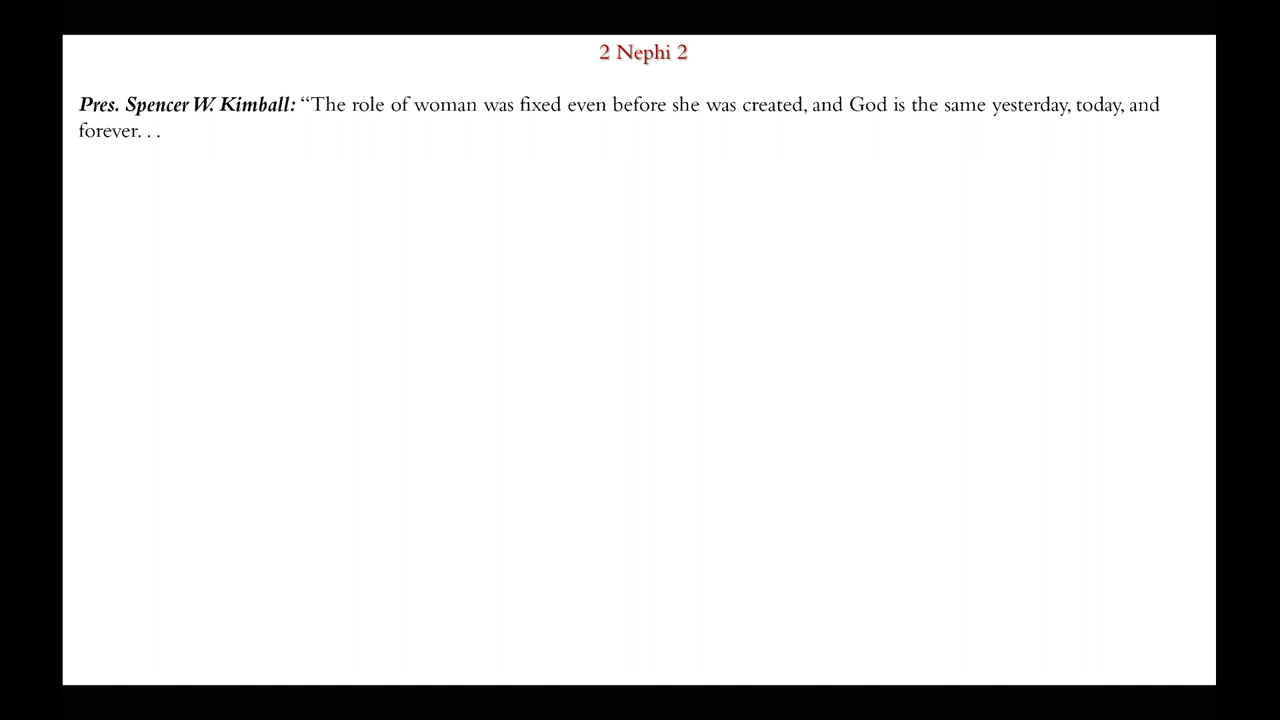 2 Nephi 2
Pres. Spencer W. Kimball: “The role of woman was fixed even before she was created, and God is the same yesterday, today, and
forever. . .